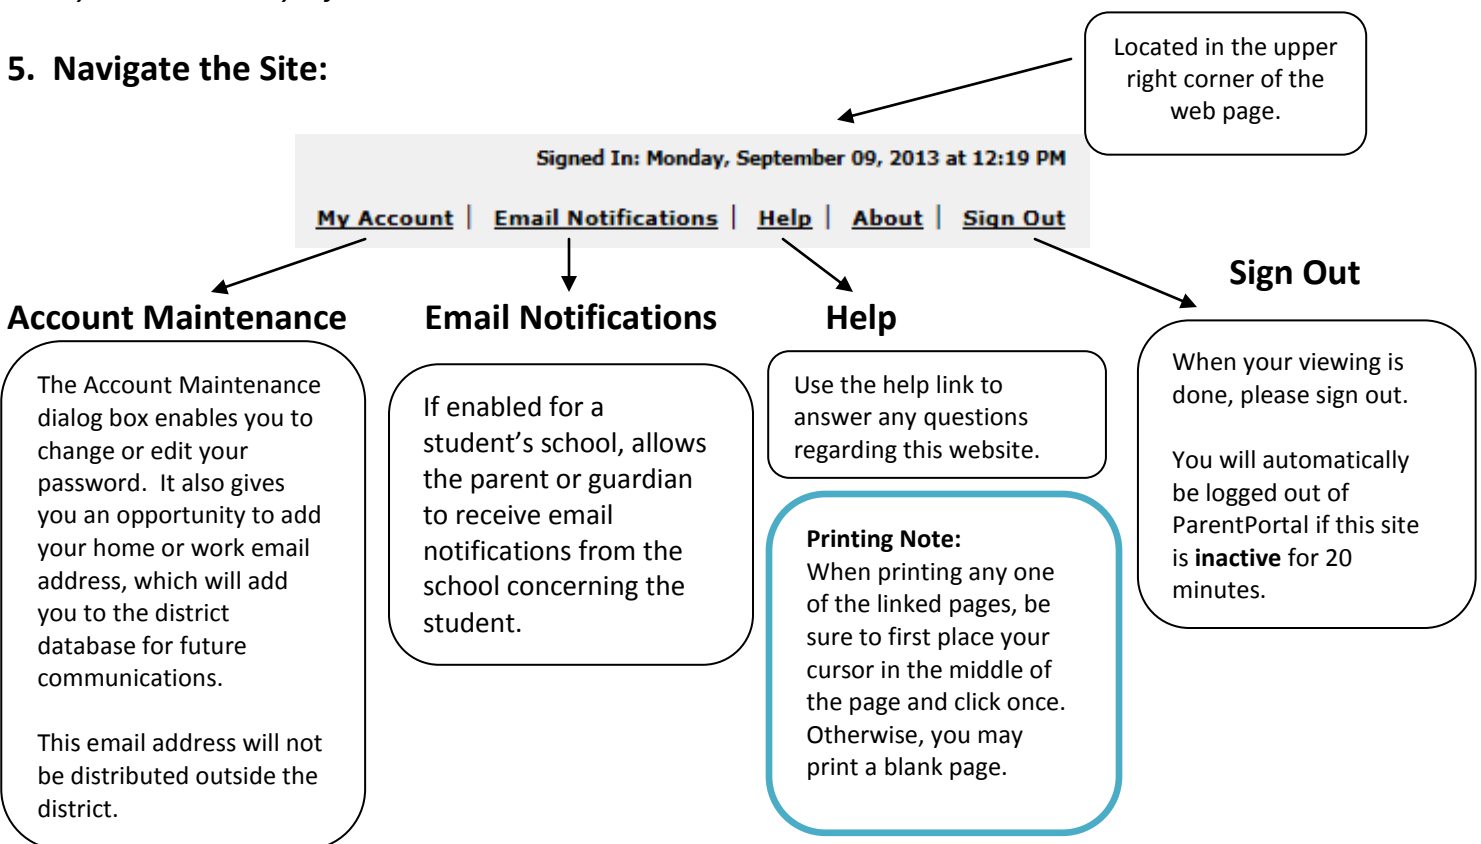 5. Navigate the Site:
Located in the upper
right corner of the
web page.
Signed In: Monday, September 09, 2013 at 12:19 PM
My Account | Email Notifications | Help | About | Sign Out
Account Maintenance
The Account Maintenance
dialog box enables you to
change or edit your
password. It also gives
you an opportunity to add
your home or work email
address, which will add
you to the district
database for future
communications.
This email address will not
be distributed outside the
district.
Email Notifications
If enabled for a
student’s school, allows
the parent or guardian
to receive email
notifications from the
school concerning the
student.
Help
Use the help link to
answer any questions
regarding this website.
Printing Note:
When printing any one
of the linked pages, be
sure to first place your
cursor in the middle of
the page and click once.
Otherwise, you may
print a blank page.
Sign Out
When your viewing is
done, please sign out.
You will automatically
be logged out of
ParentPortal if this site
is inactive for 20
minutes.